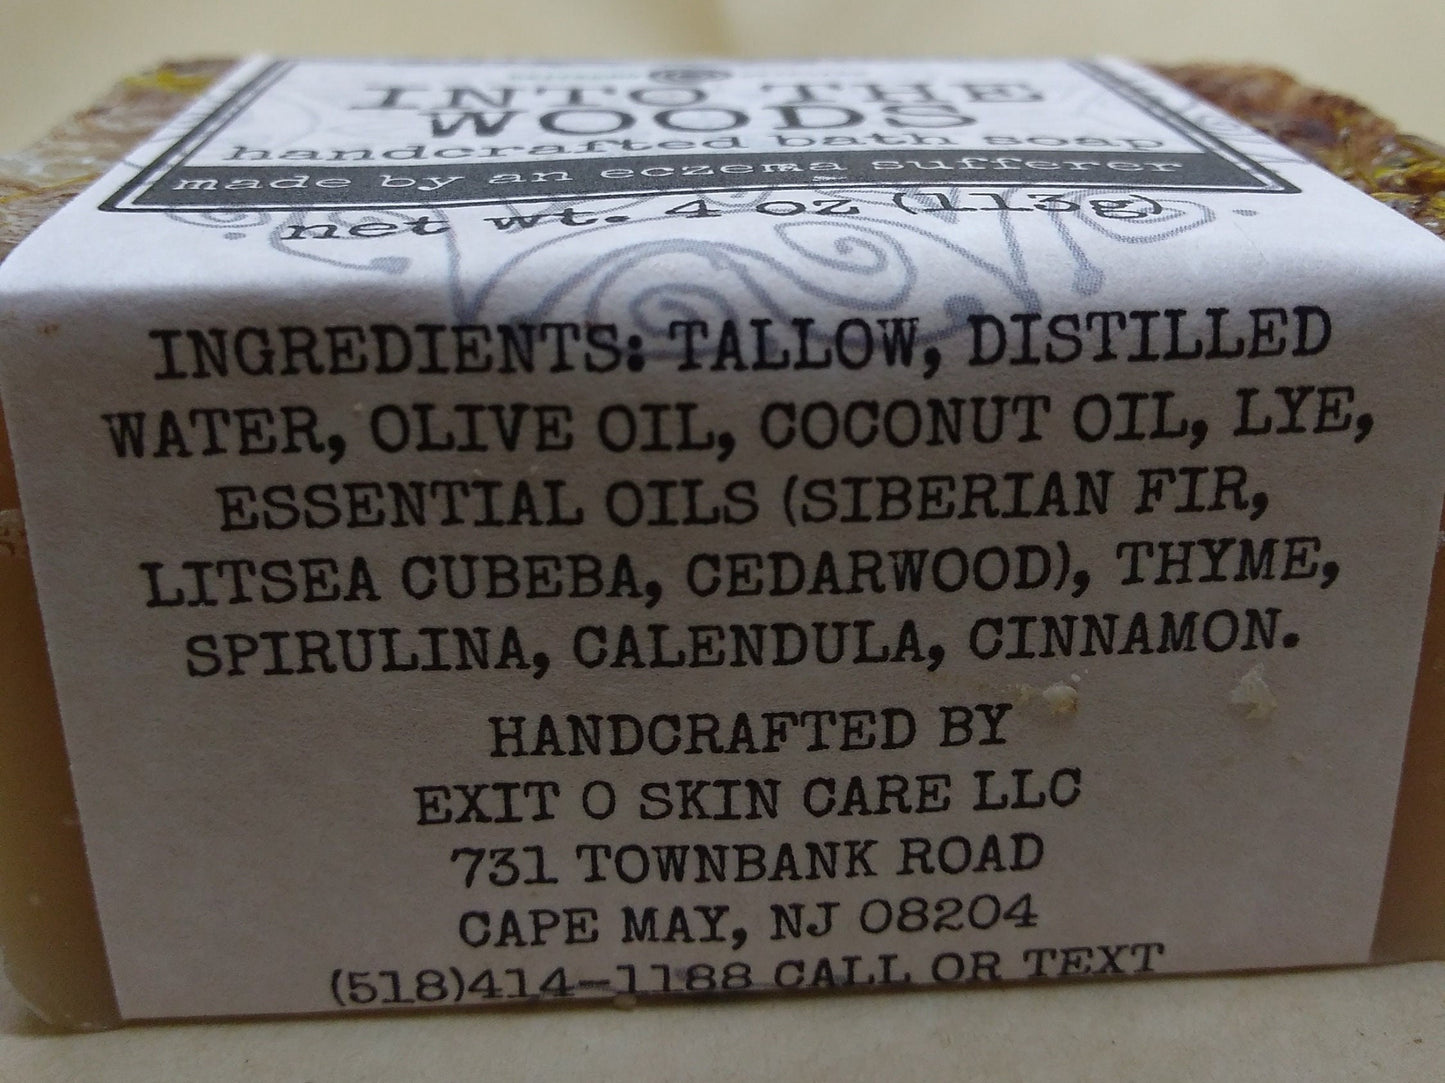 INTO THE
WOODS
handcrafted bath soap
made by an eczema sufferer
net wt. 4 oz (113g)
INGREDIENTS: TALLOW, DISTILLED
WATER, OLIVE OIL, COCONUT OIL, LYE,
ESSENTIAL OILS (SIBERIAN FIR,
LITSEA CUBEBA, CEDARWOOD), THYME,
SPIRULINA, CALENDULA, CINNAMON.
HANDCRAFTED BY
EXIT O SKIN CARE LLC
731 TOWNBANK ROAD
CAPE MAY, NJ 08204
(518)414-1188 CALL OR TEXT